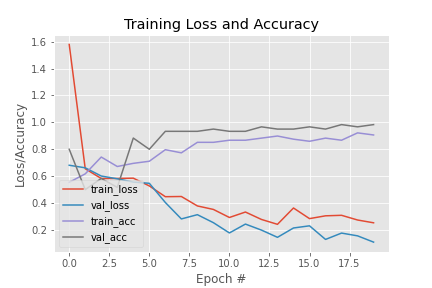 Training Loss and Accuracy
1.6
1.4
1.2
1.0
0.8
0.6
0.4
0.2
Loss/Accuracy
train_loss
val_loss
train_acc
val_acc
0.0 2.5 5.0 7.5 10.0 12.5 15.0 17.5
Epoch #